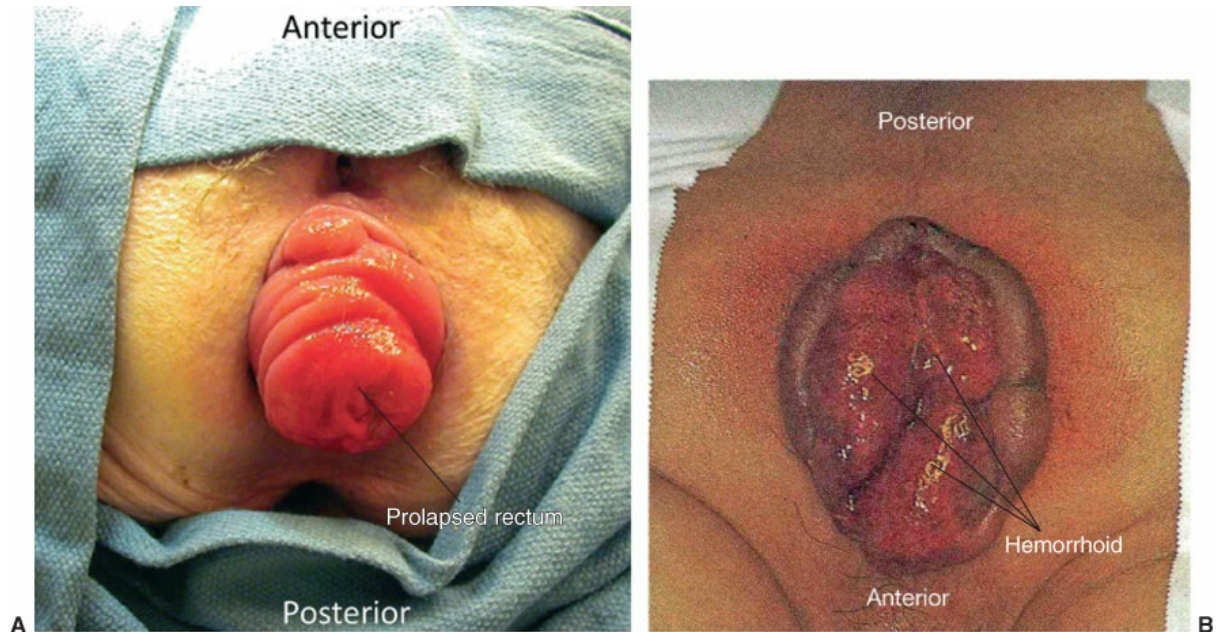 Anterior
Prolapsed rectum
Posterior
A
Posterior
Hemorrhoid
Anterior
B